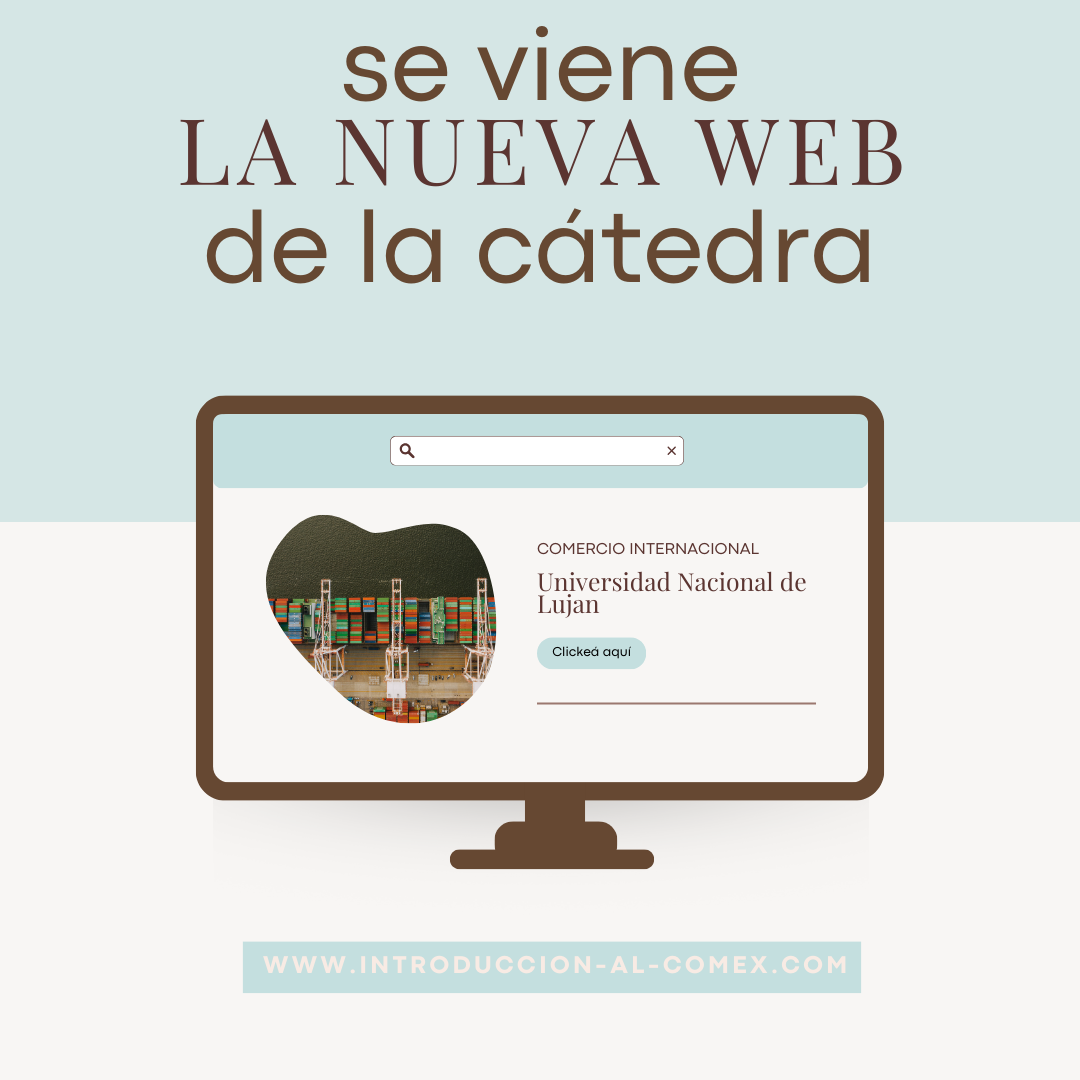 se viene
LA NUEVA WEB
de la cátedra
COMERCIO INTERNACIONAL
Universidad Nacional de
Lujan
Clickeá aquí
WWW.INTRODUCCION-AL-COMEX.COM